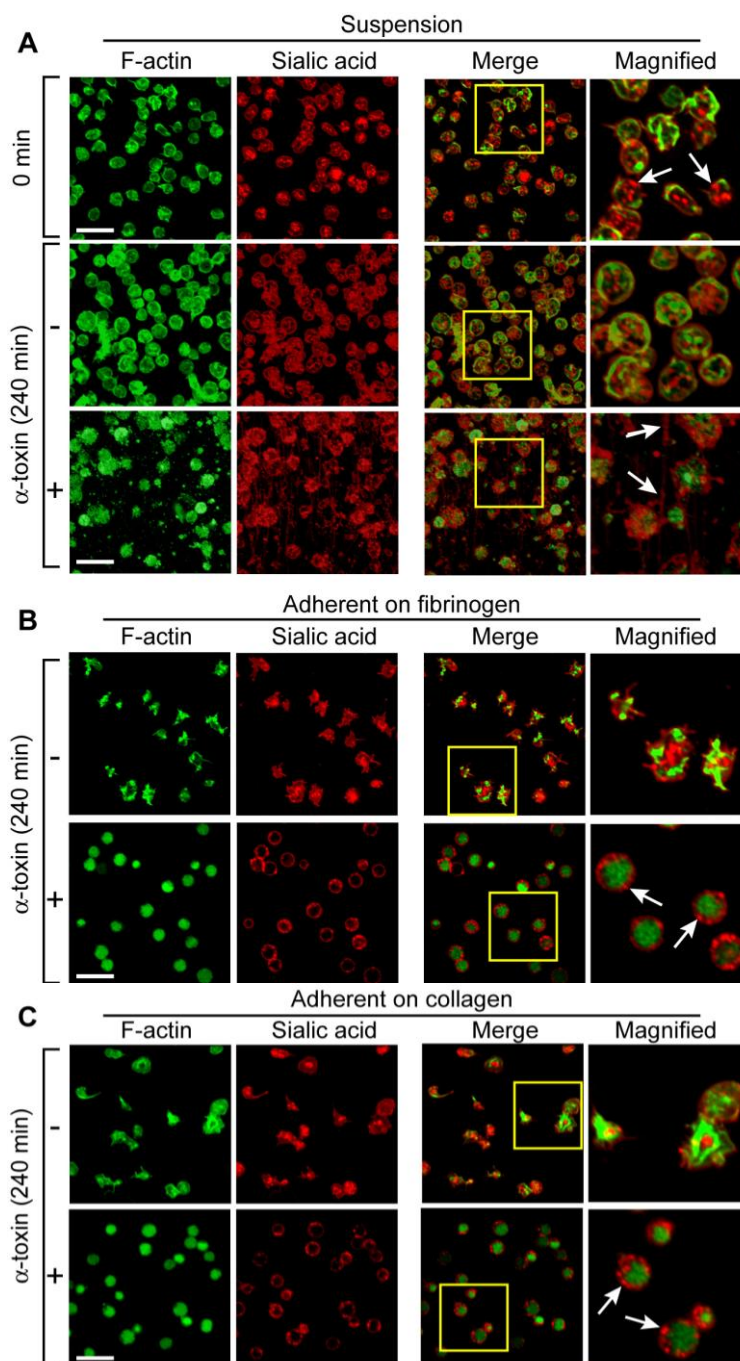 A
Suspension
F-actin Sialic acid Merge Magnified
0 min
α-toxin (240 min)
-
+
B
Adherent on fibrinogen
F-actin Sialic acid Merge Magnified
α-toxin (240 min)
-
+
C
Adherent on collagen
F-actin Sialic acid Merge Magnified
α-toxin (240 min)
-
+